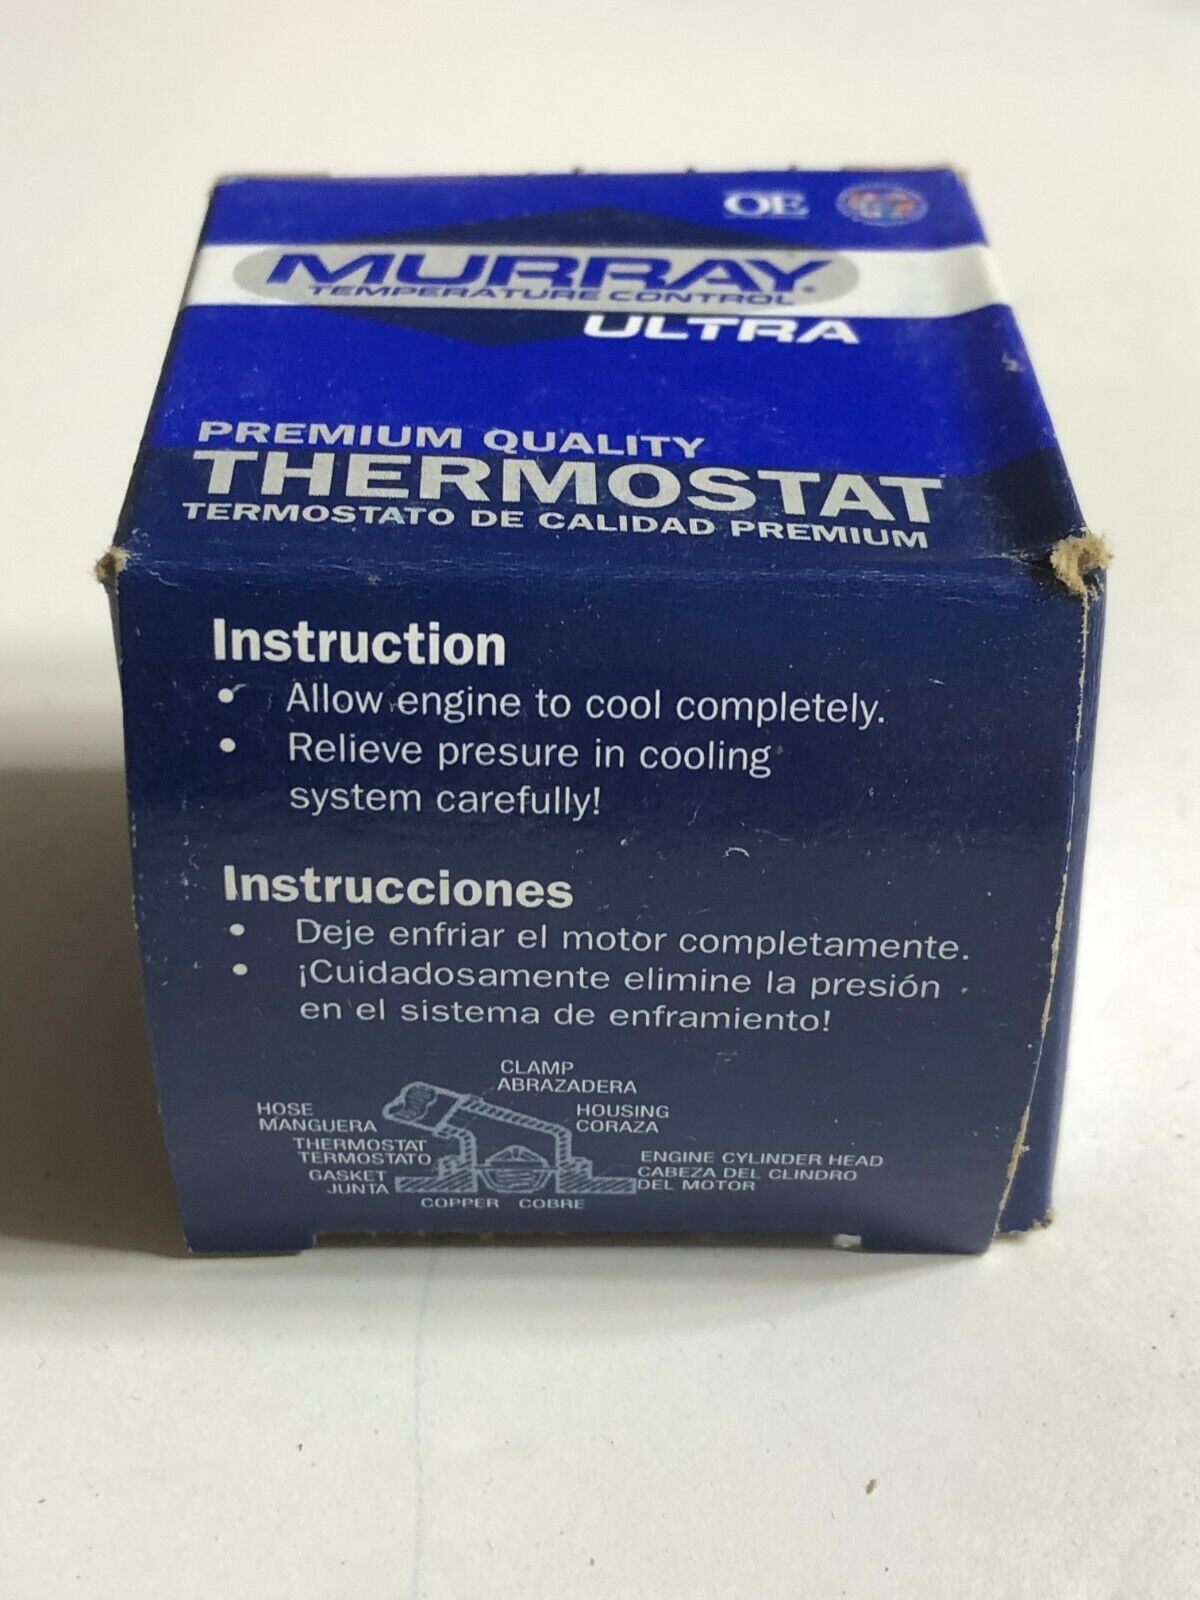 OE
MURRAY®
TEMPERATURE CONTROL
ULTRA
PREMIUM QUALITY
THERMOSTAT
TERMOSTATO DE CALIDAD PREMIUM
Instruction
• Allow engine to cool completely.
• Relieve presure in cooling
system carefully!
Instrucciones
• Deje enfriar el motor completamente.
• ¡Cuidadosamente elimine la presión
en el sistema de enframiento!
CLAMP
ABRAZADERA
HOSE
MANGUERA
HOUSING
CORAZA
THERMOSTAT
TERMOSTATO
GASKET
JUNTA
ENGINE CYLINDER HEAD
CABEZA DEL CLINDRO
DEL MOTOR
COPPER COBRE